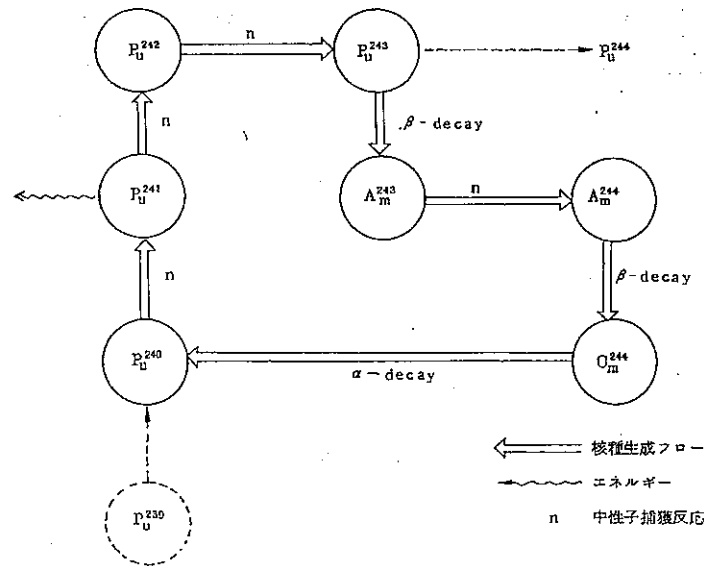 Pu²⁴² n Pu²⁴³ Pu²⁴⁴
n β-decay
Pu²⁴¹ Am²⁴³ n Am²⁴⁴
n β-decay
Pu²⁴⁰ α-decay Cm²⁴⁴
Pu²³⁹
核種生成フロー
エネルギー
n 中性子捕獲反応